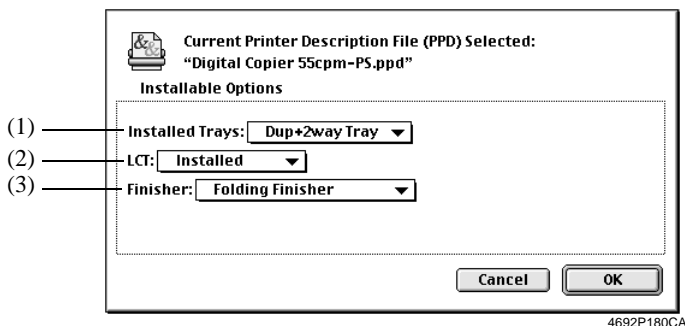 Current Printer Description File (PPD) Selected:
“Digital Copier 55cpm-PS.ppd”
Installable Options
(1) Installed Trays: Dup+2way Tray
(2) LCT: Installed
(3) Finisher: Folding Finisher
Cancel OK
4692P180CA